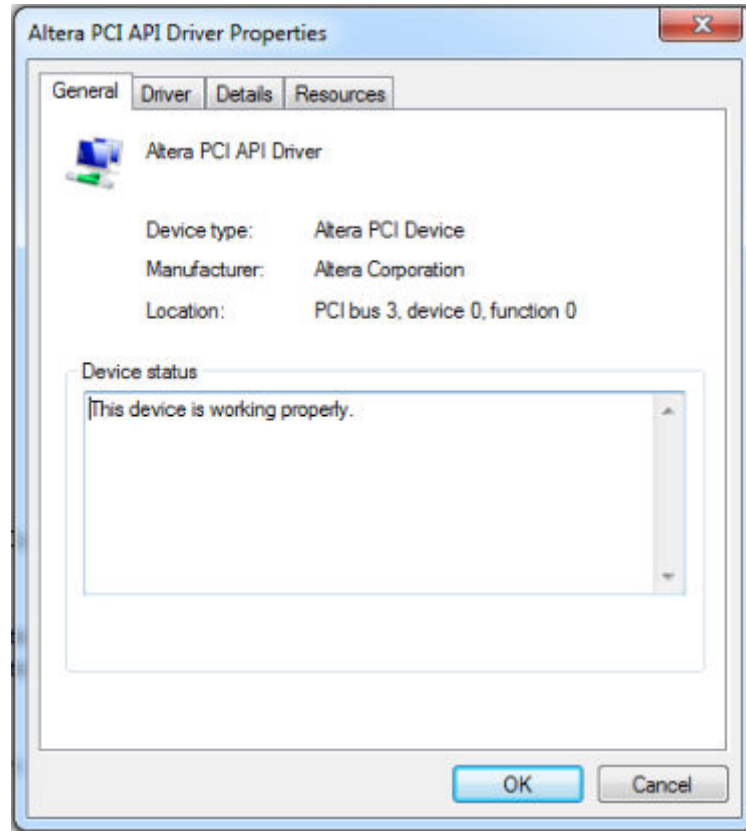 Altera PCI API Driver Properties
General Driver Details Resources
Altera PCI API Driver
Device type: Altera PCI Device
Manufacturer: Altera Corporation
Location: PCI bus 3, device 0, function 0
Device status
This device is working properly.
OK Cancel